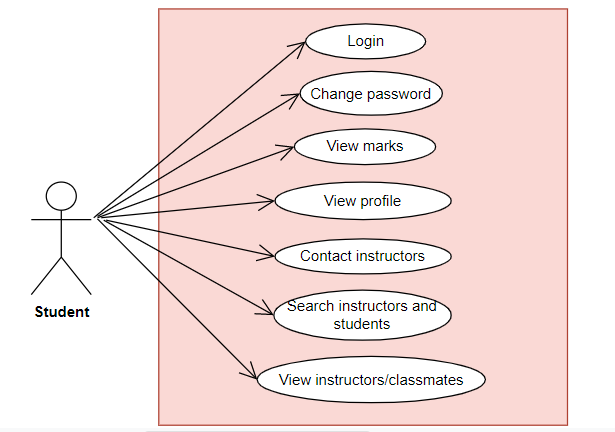 Login
Change password
View marks
View profile
Contact instructors
Search instructors and
students
View instructors/classmates
Student